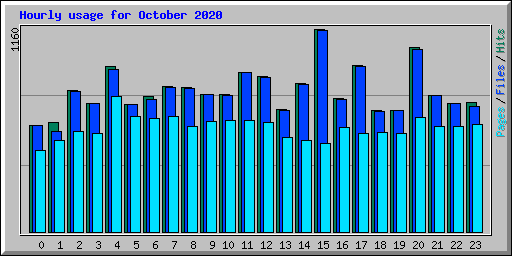 Hourly usage for October 2020
1160
Pages/Files/Hits
0 1 2 3 4 5 6 7 8 9 10 11 12 13 14 15 16 17 18 19 20 21 22 23